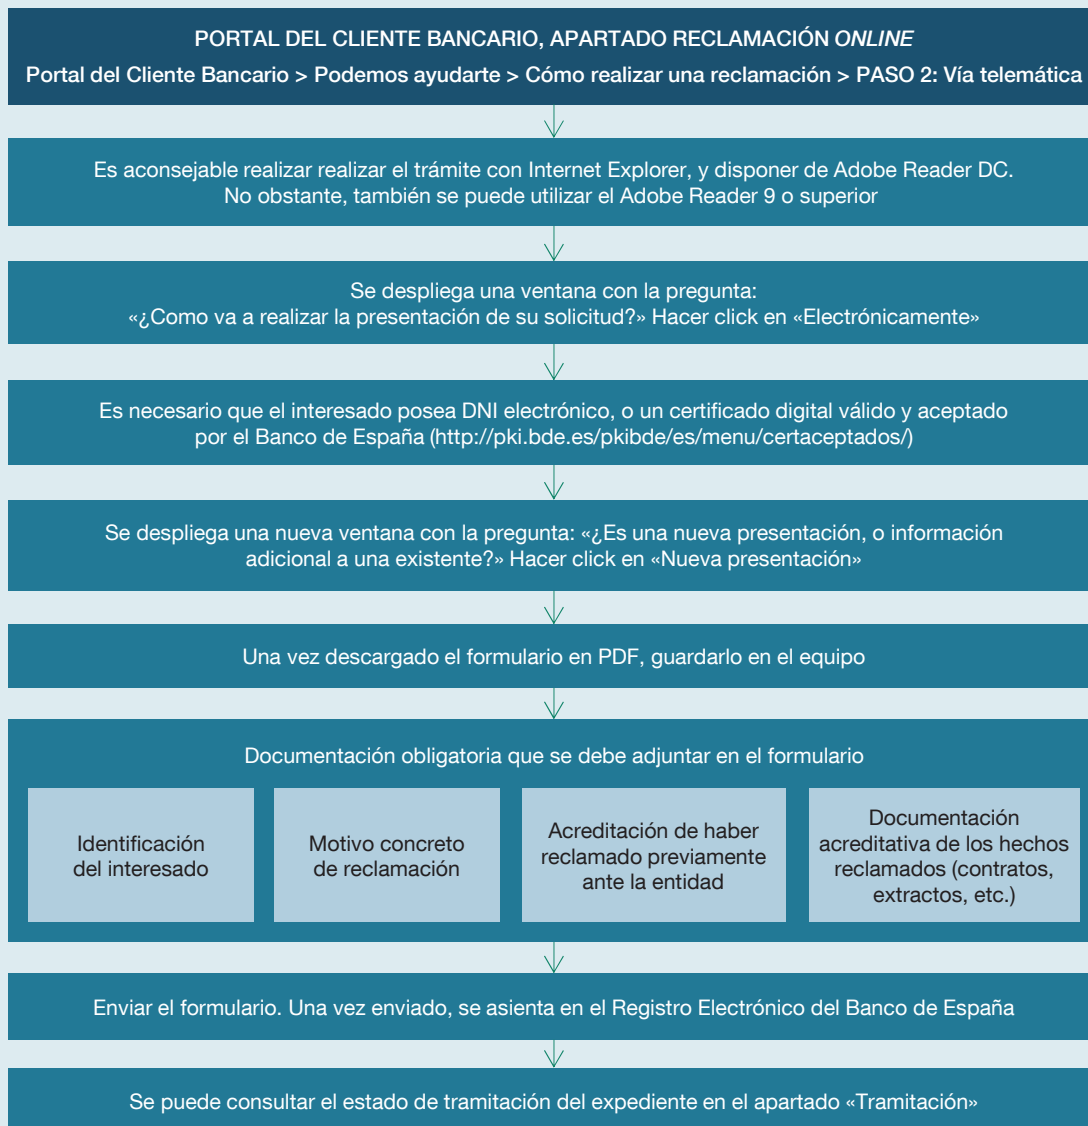 PORTAL DEL CLIENTE BANCARIO, APARTADO RECLAMACIÓN ONLINE
Portal del Cliente Bancario > Podemos ayudarte > Cómo realizar una reclamación > PASO 2: Vía telemática
Es aconsejable realizar realizar el trámite con Internet Explorer, y disponer de Adobe Reader DC.
No obstante, también se puede utilizar el Adobe Reader 9 o superior
Se despliega una ventana con la pregunta:
«¿Como va a realizar la presentación de su solicitud?» Hacer click en «Electrónicamente»
Es necesario que el interesado posea DNI electrónico, o un certificado digital válido y aceptado
por el Banco de España (http://pki.bde.es/pkibde/es/menu/certaceptados/)
Se despliega una nueva ventana con la pregunta: «¿Es una nueva presentación, o información
adicional a una existente?» Hacer click en «Nueva presentación»
Una vez descargado el formulario en PDF, guardarlo en el equipo
Documentación obligatoria que se debe adjuntar en el formulario
Identificación
del interesado
Motivo concreto
de reclamación
Acreditación de haber
reclamado previamente
ante la entidad
Documentación
acreditativa de los hechos
reclamados (contratos,
extractos, etc.)
Enviar el formulario. Una vez enviado, se asienta en el Registro Electrónico del Banco de España
Se puede consultar el estado de tramitación del expediente en el apartado «Tramitación»